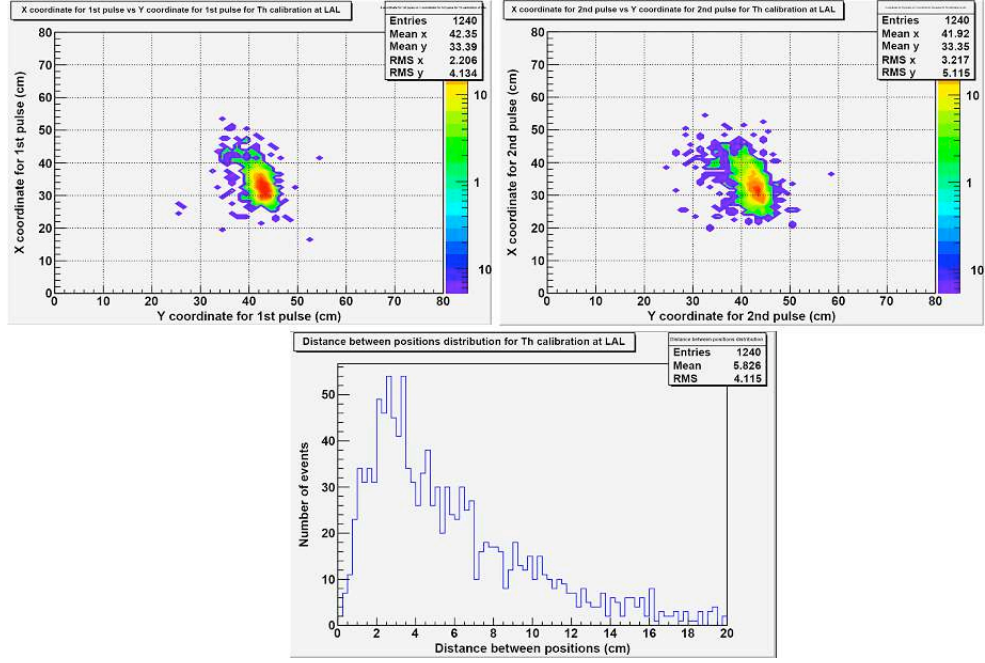 X coordinate for 1st pulse vs Y coordinate for 1st pulse for Th calibration at LAL
Entries 1240
Mean x 42.35
Mean y 33.39
RMS x 2.206
RMS y 4.134
X coordinate for 1st pulse (cm)
80
70
60
50
40
30
20
10
0
0 10 20 30 40 50 60 70 80
Y coordinate for 1st pulse (cm)
10
1
10
X coordinate for 2nd pulse vs Y coordinate for 2nd pulse for Th calibration at LAL
Entries 1240
Mean x 41.92
Mean y 33.35
RMS x 3.217
RMS y 5.115
X coordinate for 2nd pulse (cm)
80
70
60
50
40
30
20
10
0
0 10 20 30 40 50 60 70 80
Y coordinate for 2nd pulse (cm)
10
1
10
Distance between positions distribution for Th calibration at LAL
Distance between positions distribution
Entries 1240
Mean 5.826
RMS 4.115
Number of events
50
40
30
20
10
0
0 2 4 6 8 10 12 14 16 18 20
Distance between positions (cm)